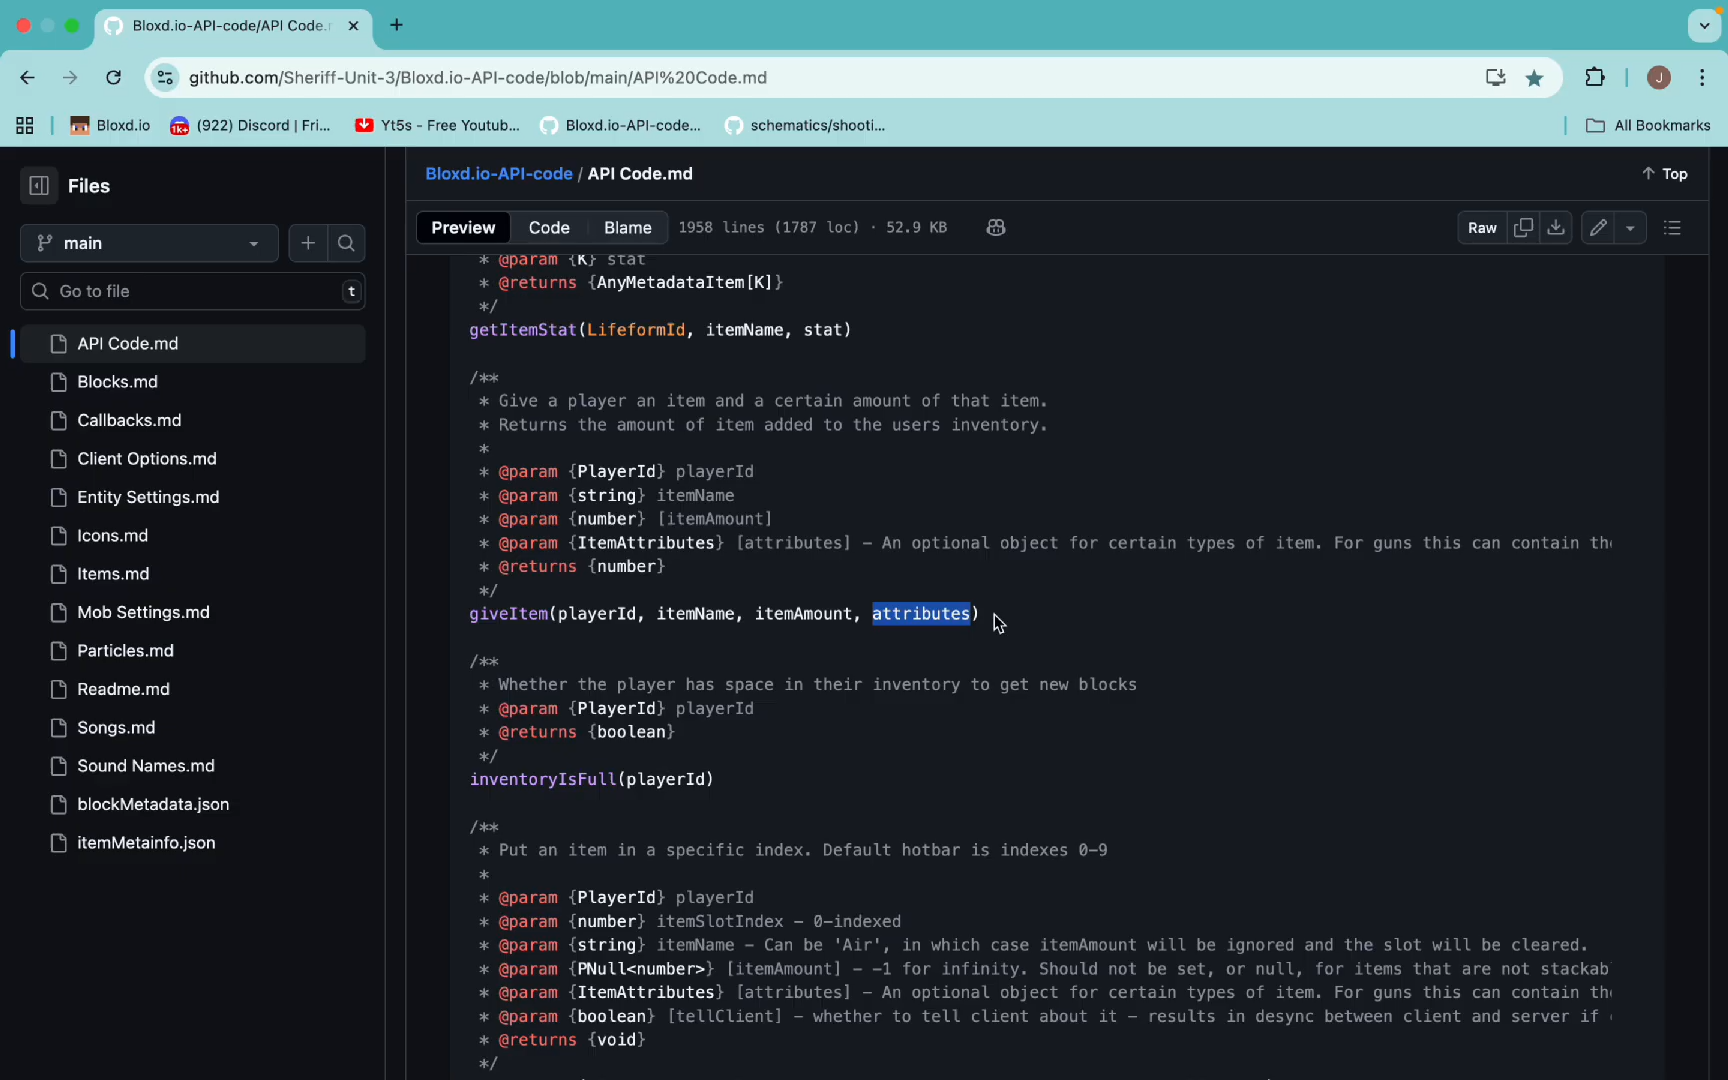 Bloxd.io-API-code/API Code.r
github.com/Sheriff-Unit-3/Bloxd.io-API-code/blob/main/API%20Code.md
J
Bloxd.io
1k+
(922) Discord | Fri...
Yt5s - Free Youtub...
Bloxd.io-API-code...
schematics/shooti...
All Bookmarks
Files
Bloxd.io-API-code / API Code.md
Top
main
Preview
Code
Blame
1958 lines (1787 loc) · 52.9 KB
Raw
Go to file
t
API Code.md
Blocks.md
Callbacks.md
Client Options.md
Entity Settings.md
Icons.md
Items.md
Mob Settings.md
Particles.md
Readme.md
Songs.md
Sound Names.md
blockMetadata.json
itemMetainfo.json
* @param {K} stat
* @returns {AnyMetadataItem[K]}
*/
getItemStat(LifeformId, itemName, stat)
/**
* Give a player an item and a certain amount of that item.
* Returns the amount of item added to the users inventory.
*
* @param {PlayerId} playerId
* @param {string} itemName
* @param {number} [itemAmount]
* @param {ItemAttributes} [attributes] - An optional object for certain types of item. For guns this can contain th
* @returns {number}
*/
giveItem(playerId, itemName, itemAmount, attributes)
/**
* Whether the player has space in their inventory to get new blocks
* @param {PlayerId} playerId
* @returns {boolean}
*/
inventoryIsFull(playerId)
/**
* Put an item in a specific index. Default hotbar is indexes 0-9
*
* @param {PlayerId} playerId
* @param {number} itemSlotIndex - 0-indexed
* @param {string} itemName - Can be 'Air', in which case itemAmount will be ignored and the slot will be cleared.
* @param {PNull<number>} [itemAmount] - -1 for infinity. Should not be set, or null, for items that are not stackab
* @param {ItemAttributes} [attributes] - An optional object for certain types of item. For guns this can contain th
* @param {boolean} [tellClient] - whether to tell client about it - results in desync between client and server if
* @returns {void}
*/